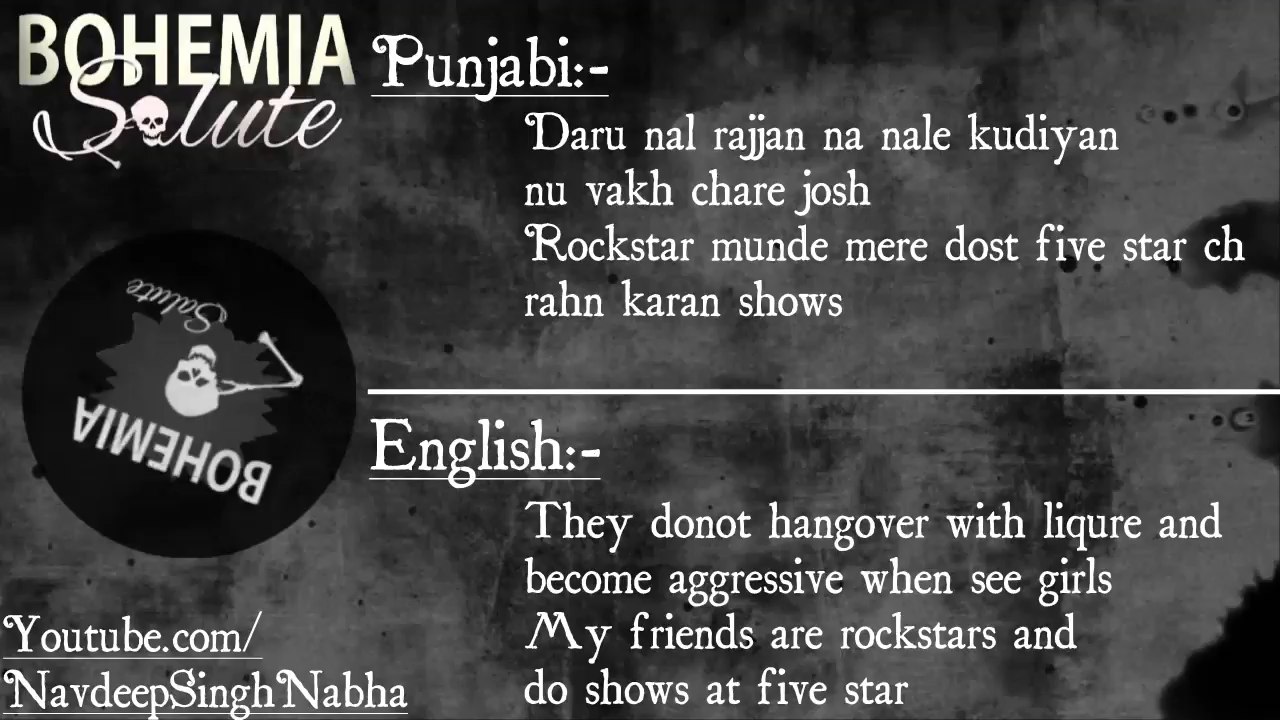 BOHEMIA
Salute
Punjabi:-
Daru nal rajjan na nale kudiyan
nu vakh chare josh
Rockstar munde mere dost five star ch
rahn karan shows
Salute
BOHEMIA
English:-
They donot hangover with liqure and
become aggressive when see girls
My friends are rockstars and
do shows at five star
Youtube.com/
NavdeepSinghNabha